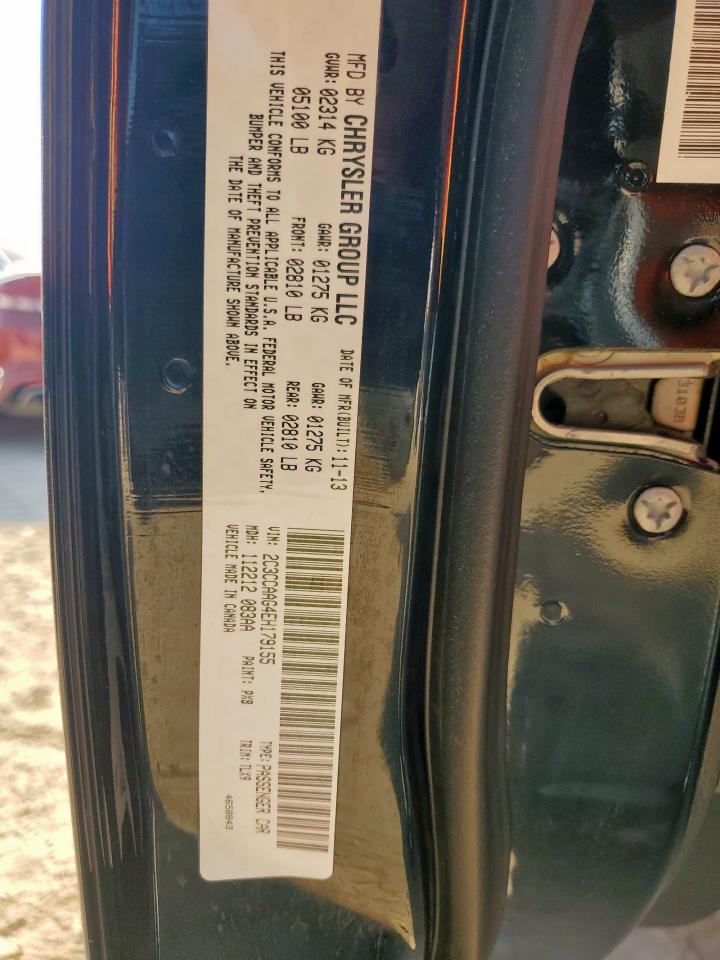 MFD BY CHRYSLER GROUP LLC DATE OF MFR(BUILT): 11-13
GVWR: 02314 KG GAWR: 01275 KG GAWR: 01275 KG
05100 LB FRONT: 02810 LB REAR: 02810 LB
THIS VEHICLE CONFORMS TO ALL APPLICABLE U.S.A. FEDERAL MOTOR VEHICLE SAFETY,
BUMPER AND THEFT PREVENTION STANDARDS IN EFFECT ON
THE DATE OF MANUFACTURE SHOWN ABOVE.
VIN: 2C3CCAAG4EH179155 TYPE: PASSENGER CAR
MDH: 112212 083AA PAINT: PX8 TRIM: TLX9
VEHICLE MADE IN CANADA 4658843
3103B